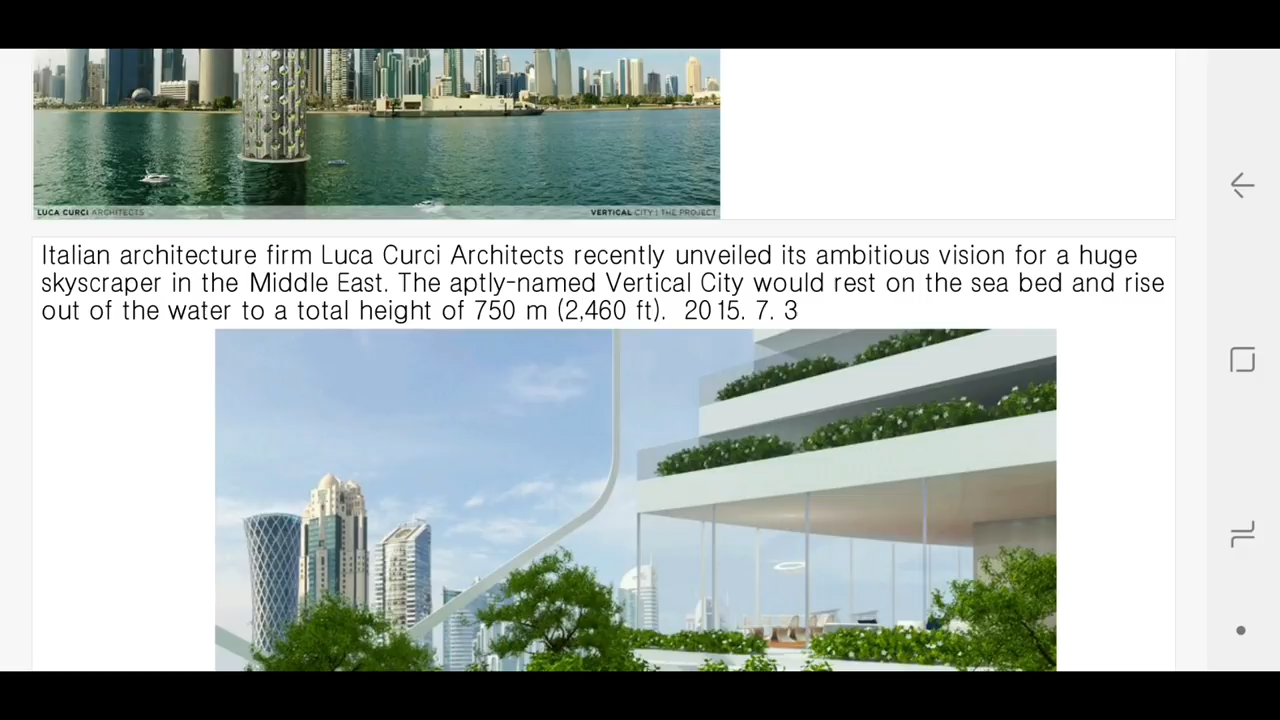 LUCA CURCI ARCHITECTS
VERTICAL CITY | THE PROJECT
Italian architecture firm Luca Curci Architects recently unveiled its ambitious vision for a huge
skyscraper in the Middle East. The aptly-named Vertical City would rest on the sea bed and rise
out of the water to a total height of 750 m (2,460 ft).  2015. 7. 3